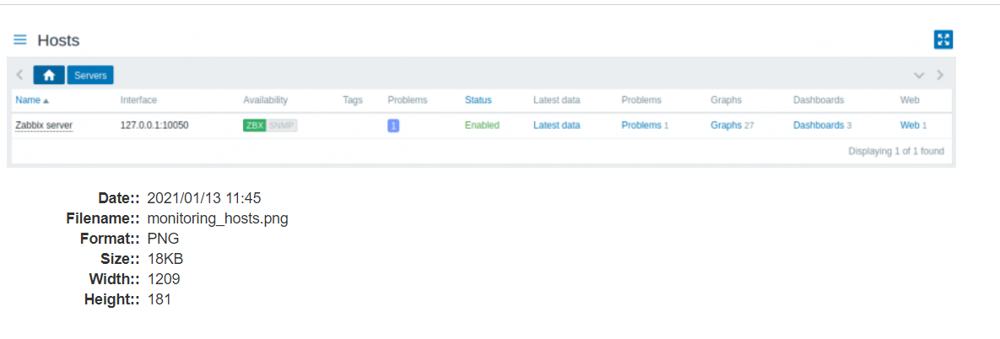 Hosts
Servers
Name Interface Availability Tags Problems Status Latest data Problems Graphs Dashboards Web
Zabbix server 127.0.0.1:10050 ZBX SNMP 1 Enabled Latest data Problems 1 Graphs 27 Dashboards 3 Web 1
Displaying 1 of 1 found
Date:: 2021/01/13 11:45
Filename:: monitoring_hosts.png
Format:: PNG
Size:: 18KB
Width:: 1209
Height:: 181